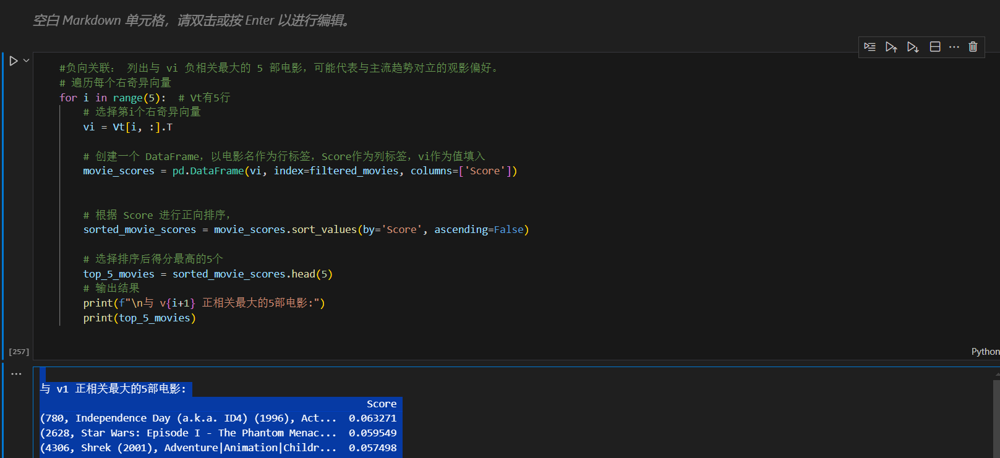 空白 Markdown 单元格，请双击或按 Enter 以进行编辑。
#负向关联： 列出与 vi 负相关最大的 5 部电影，可能代表与主流趋势对立的观影偏好。
# 遍历每个右奇异向量
for i in range(5):  # Vt有5行
    # 选择第i个右奇异向量
    vi = Vt[i, :].T
    # 创建一个 DataFrame，以电影名作为行标签，Score作为列标签，vi作为值填入
    movie_scores = pd.DataFrame(vi, index=filtered_movies, columns=['Score'])
    # 根据 Score 进行正向排序，
    sorted_movie_scores = movie_scores.sort_values(by='Score', ascending=False)
    # 选择排序后得分最高的5个
    top_5_movies = sorted_movie_scores.head(5)
    # 输出结果
    print(f"\n与 v{i+1} 正相关最大的5部电影:")
    print(top_5_movies)
[257]
Python
...
与 v1 正相关最大的5部电影:
Score
(780, Independence Day (a.k.a. ID4) (1996), Act...  0.063271
(2628, Star Wars: Episode I - The Phantom Menac...  0.059549
(4306, Shrek (2001), Adventure|Animation|Childr...  0.057498